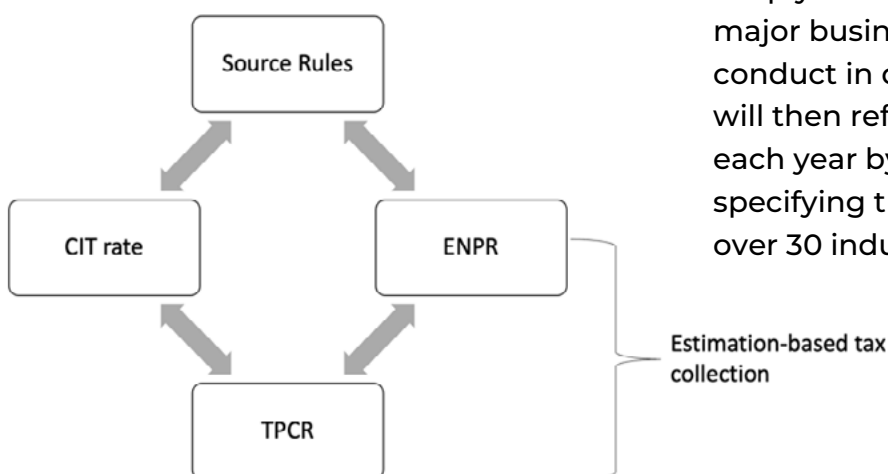 Source Rules
CIT rate
ENPR
TPCR
Estimation-based tax
collection
major busin
conduct in
will then ref
each year by
specifying t
over 30 indu